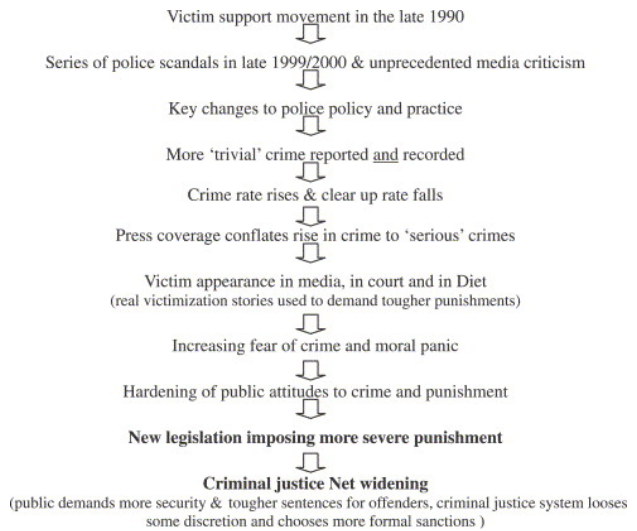 Victim support movement in the late 1990
Series of police scandals in late 1999/2000 & unprecedented media criticism
Key changes to police policy and practice
More ‘trivial’ crime reported and recorded
Crime rate rises & clear up rate falls
Press coverage conflates rise in crime to ‘serious’ crimes
Victim appearance in media, in court and in Diet
(real victimization stories used to demand tougher punishments)
Increasing fear of crime and moral panic
Hardening of public attitudes to crime and punishment
New legislation imposing more severe punishment
Criminal justice Net widening
(public demands more security & tougher sentences for offenders, criminal justice system looses
some discretion and chooses more formal sanctions )